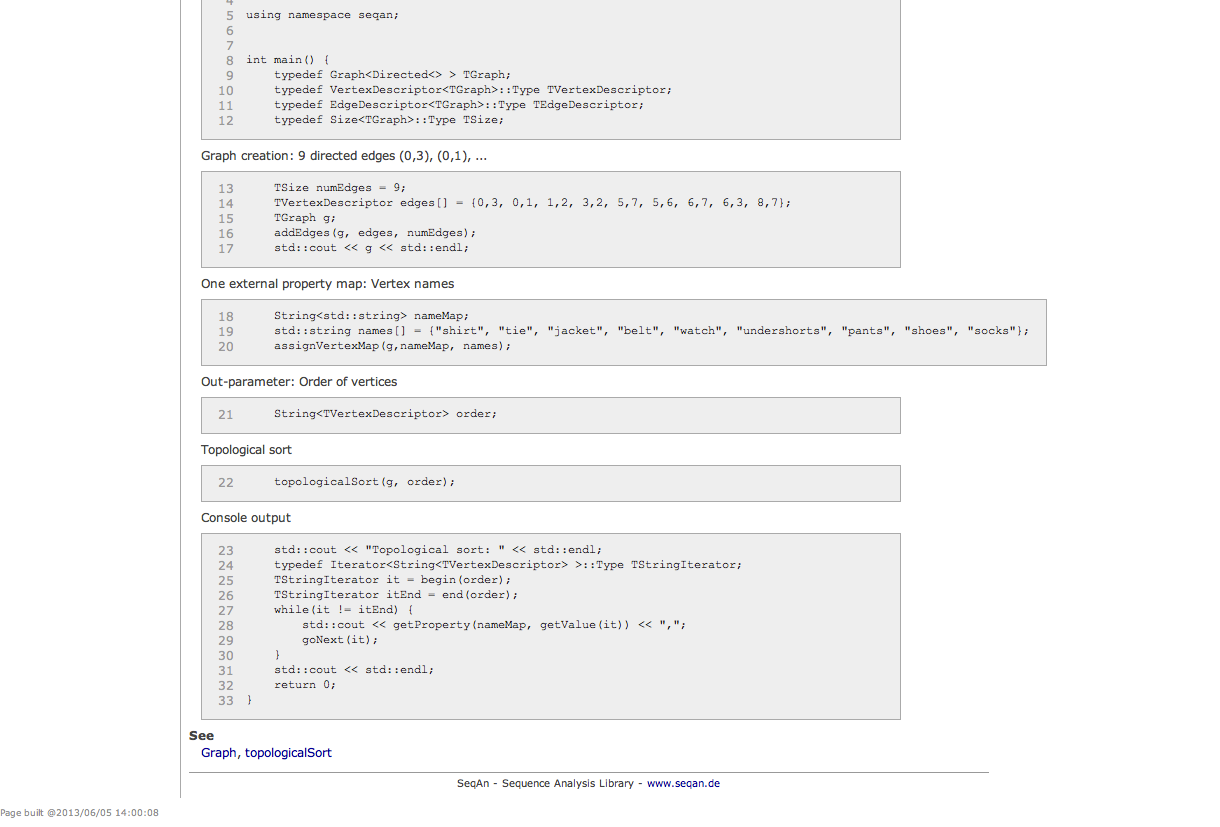 4
5 using namespace seqan;
6
7
8 int main() {
9     typedef Graph<Directed<> > TGraph;
10     typedef VertexDescriptor<TGraph>::Type TVertexDescriptor;
11     typedef EdgeDescriptor<TGraph>::Type TEdgeDescriptor;
12     typedef Size<TGraph>::Type TSize;
Graph creation: 9 directed edges (0,3), (0,1), ...
13     TSize numEdges = 9;
14     TVertexDescriptor edges[] = {0,3, 0,1, 1,2, 3,2, 5,7, 5,6, 6,7, 6,3, 8,7};
15     TGraph g;
16     addEdges(g, edges, numEdges);
17     std::cout << g << std::endl;
One external property map: Vertex names
18     String<std::string> nameMap;
19     std::string names[] = {"shirt", "tie", "jacket", "belt", "watch", "undershorts", "pants", "shoes", "socks"};
20     assignVertexMap(g,nameMap, names);
Out-parameter: Order of vertices
21     String<TVertexDescriptor> order;
Topological sort
22     topologicalSort(g, order);
Console output
23     std::cout << "Topological sort: " << std::endl;
24     typedef Iterator<String<TVertexDescriptor> >::Type TStringIterator;
25     TStringIterator it = begin(order);
26     TStringIterator itEnd = end(order);
27     while(it != itEnd) {
28         std::cout << getProperty(nameMap, getValue(it)) << ",";
29         goNext(it);
30     }
31     std::cout << std::endl;
32     return 0;
33 }
See
Graph, topologicalSort
SeqAn - Sequence Analysis Library - www.seqan.de
Page built @2013/06/05 14:00:08